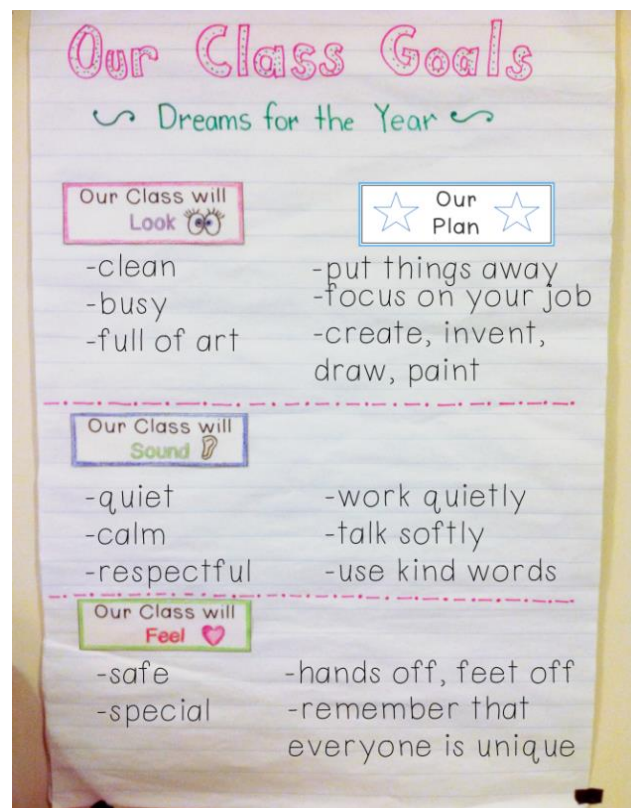 Our Class Goals
Dreams for the Year
Our Class will
Look
Our
Plan
-clean
-busy
-full of art
-put things away
-focus on your job
-create, invent,
draw, paint
Our Class will
Sound
-quiet
-calm
-respectful
-work quietly
-talk softly
-use kind words
Our Class will
Feel
-safe
-special
-hands off, feet off
-remember that
everyone is unique